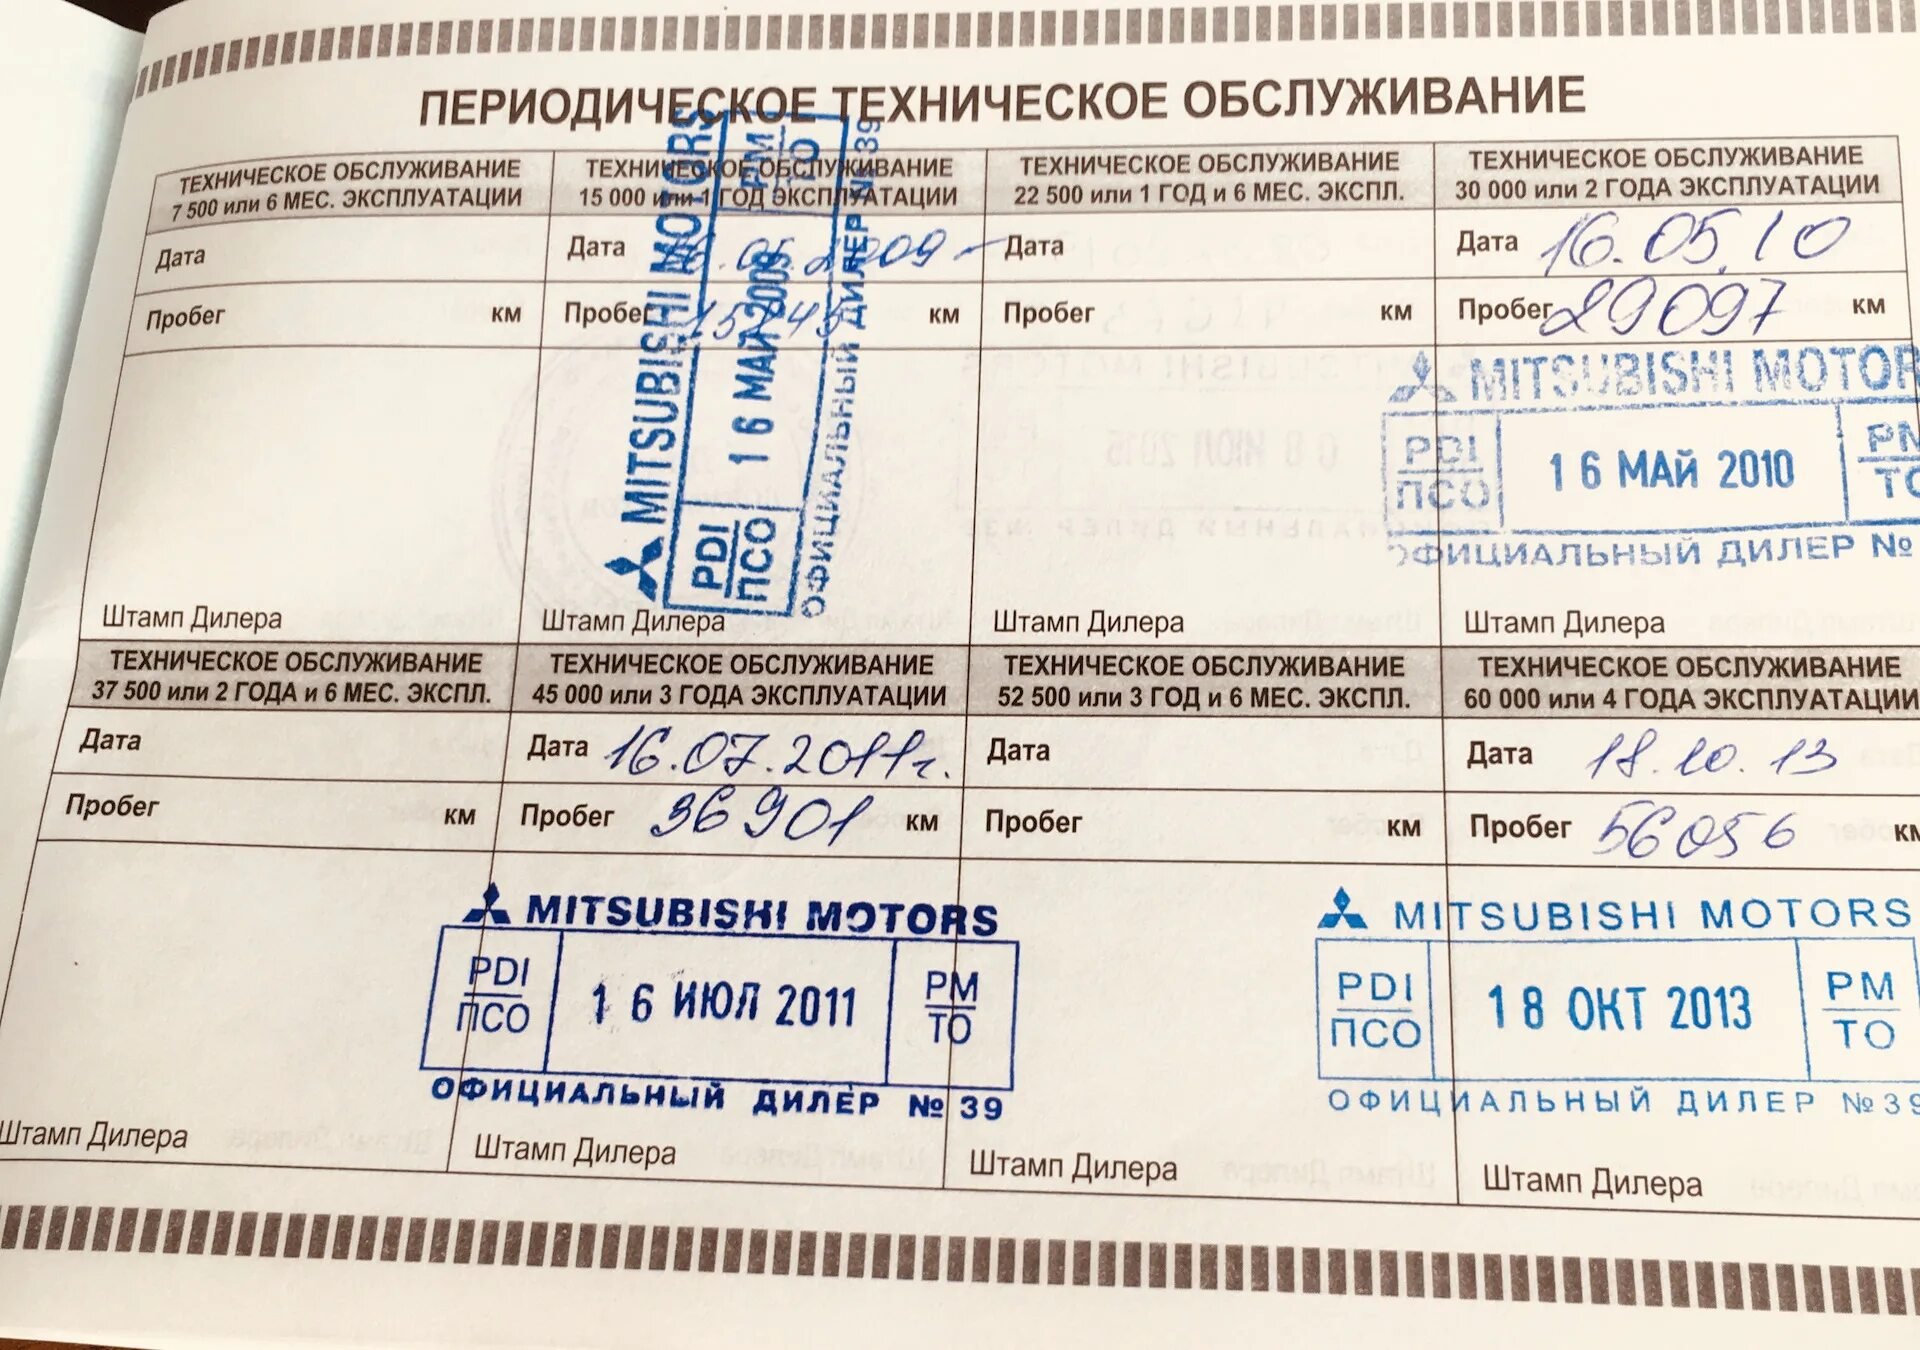 ПЕРИОДИЧЕСКОЕ ТЕХНИЧЕСКОЕ ОБСЛУЖИВАНИЕ
ТЕХНИЧЕСКОЕ ОБСЛУЖИВАНИЕ
7 500 или 6 МЕС. ЭКСПЛУАТАЦИИ
Дата
Пробег км
Штамп Дилера
ТЕХНИЧЕСКОЕ ОБСЛУЖИВАНИЕ
15 000 или 1 ГОД ЭКСПЛУАТАЦИИ
Дата 16.05.2009
Пробег км
MITSUBISHI MOTORS
PDI
ПСО
16 МАЙ 2009
PM
ТО
ОФИЦИАЛЬНЫЙ ДИЛЕР № 39
Штамп Дилера
ТЕХНИЧЕСКОЕ ОБСЛУЖИВАНИЕ
22 500 или 1 ГОД и 6 МЕС. ЭКСПЛ.
Дата
Пробег км
Штамп Дилера
ТЕХНИЧЕСКОЕ ОБСЛУЖИВАНИЕ
30 000 или 2 ГОДА ЭКСПЛУАТАЦИИ
Дата 16.05.10
Пробег 29097 км
MITSUBISHI MOTOR
PDI
ПСО
16 МАЙ 2010
PM
ТО
ОФИЦИАЛЬНЫЙ ДИЛЕР №
Штамп Дилера
ТЕХНИЧЕСКОЕ ОБСЛУЖИВАНИЕ
37 500 или 2 ГОДА и 6 МЕС. ЭКСПЛ.
Дата
Пробег км
Штамп Дилера
ТЕХНИЧЕСКОЕ ОБСЛУЖИВАНИЕ
45 000 или 3 ГОДА ЭКСПЛУАТАЦИИ
Дата 16.07.2011г.
Пробег 36901 км
MITSUBISHI MOTORS
PDI
ПСО
16 ИЮЛ 2011
PM
ТО
ОФИЦИАЛЬНЫЙ ДИЛЕР № 39
Штамп Дилера
ТЕХНИЧЕСКОЕ ОБСЛУЖИВАНИЕ
52 500 или 3 ГОД и 6 МЕС. ЭКСПЛ.
Дата
Пробег км
Штамп Дилера
ТЕХНИЧЕСКОЕ ОБСЛУЖИВАНИЕ
60 000 или 4 ГОДА ЭКСПЛУАТАЦИИ
Дата 18.10.13
Пробег 56056 км
MITSUBISHI MOTORS
PDI
ПСО
18 ОКТ 2013
PM
ТО
ОФИЦИАЛЬНЫЙ ДИЛЕР №39
Штамп Дилера